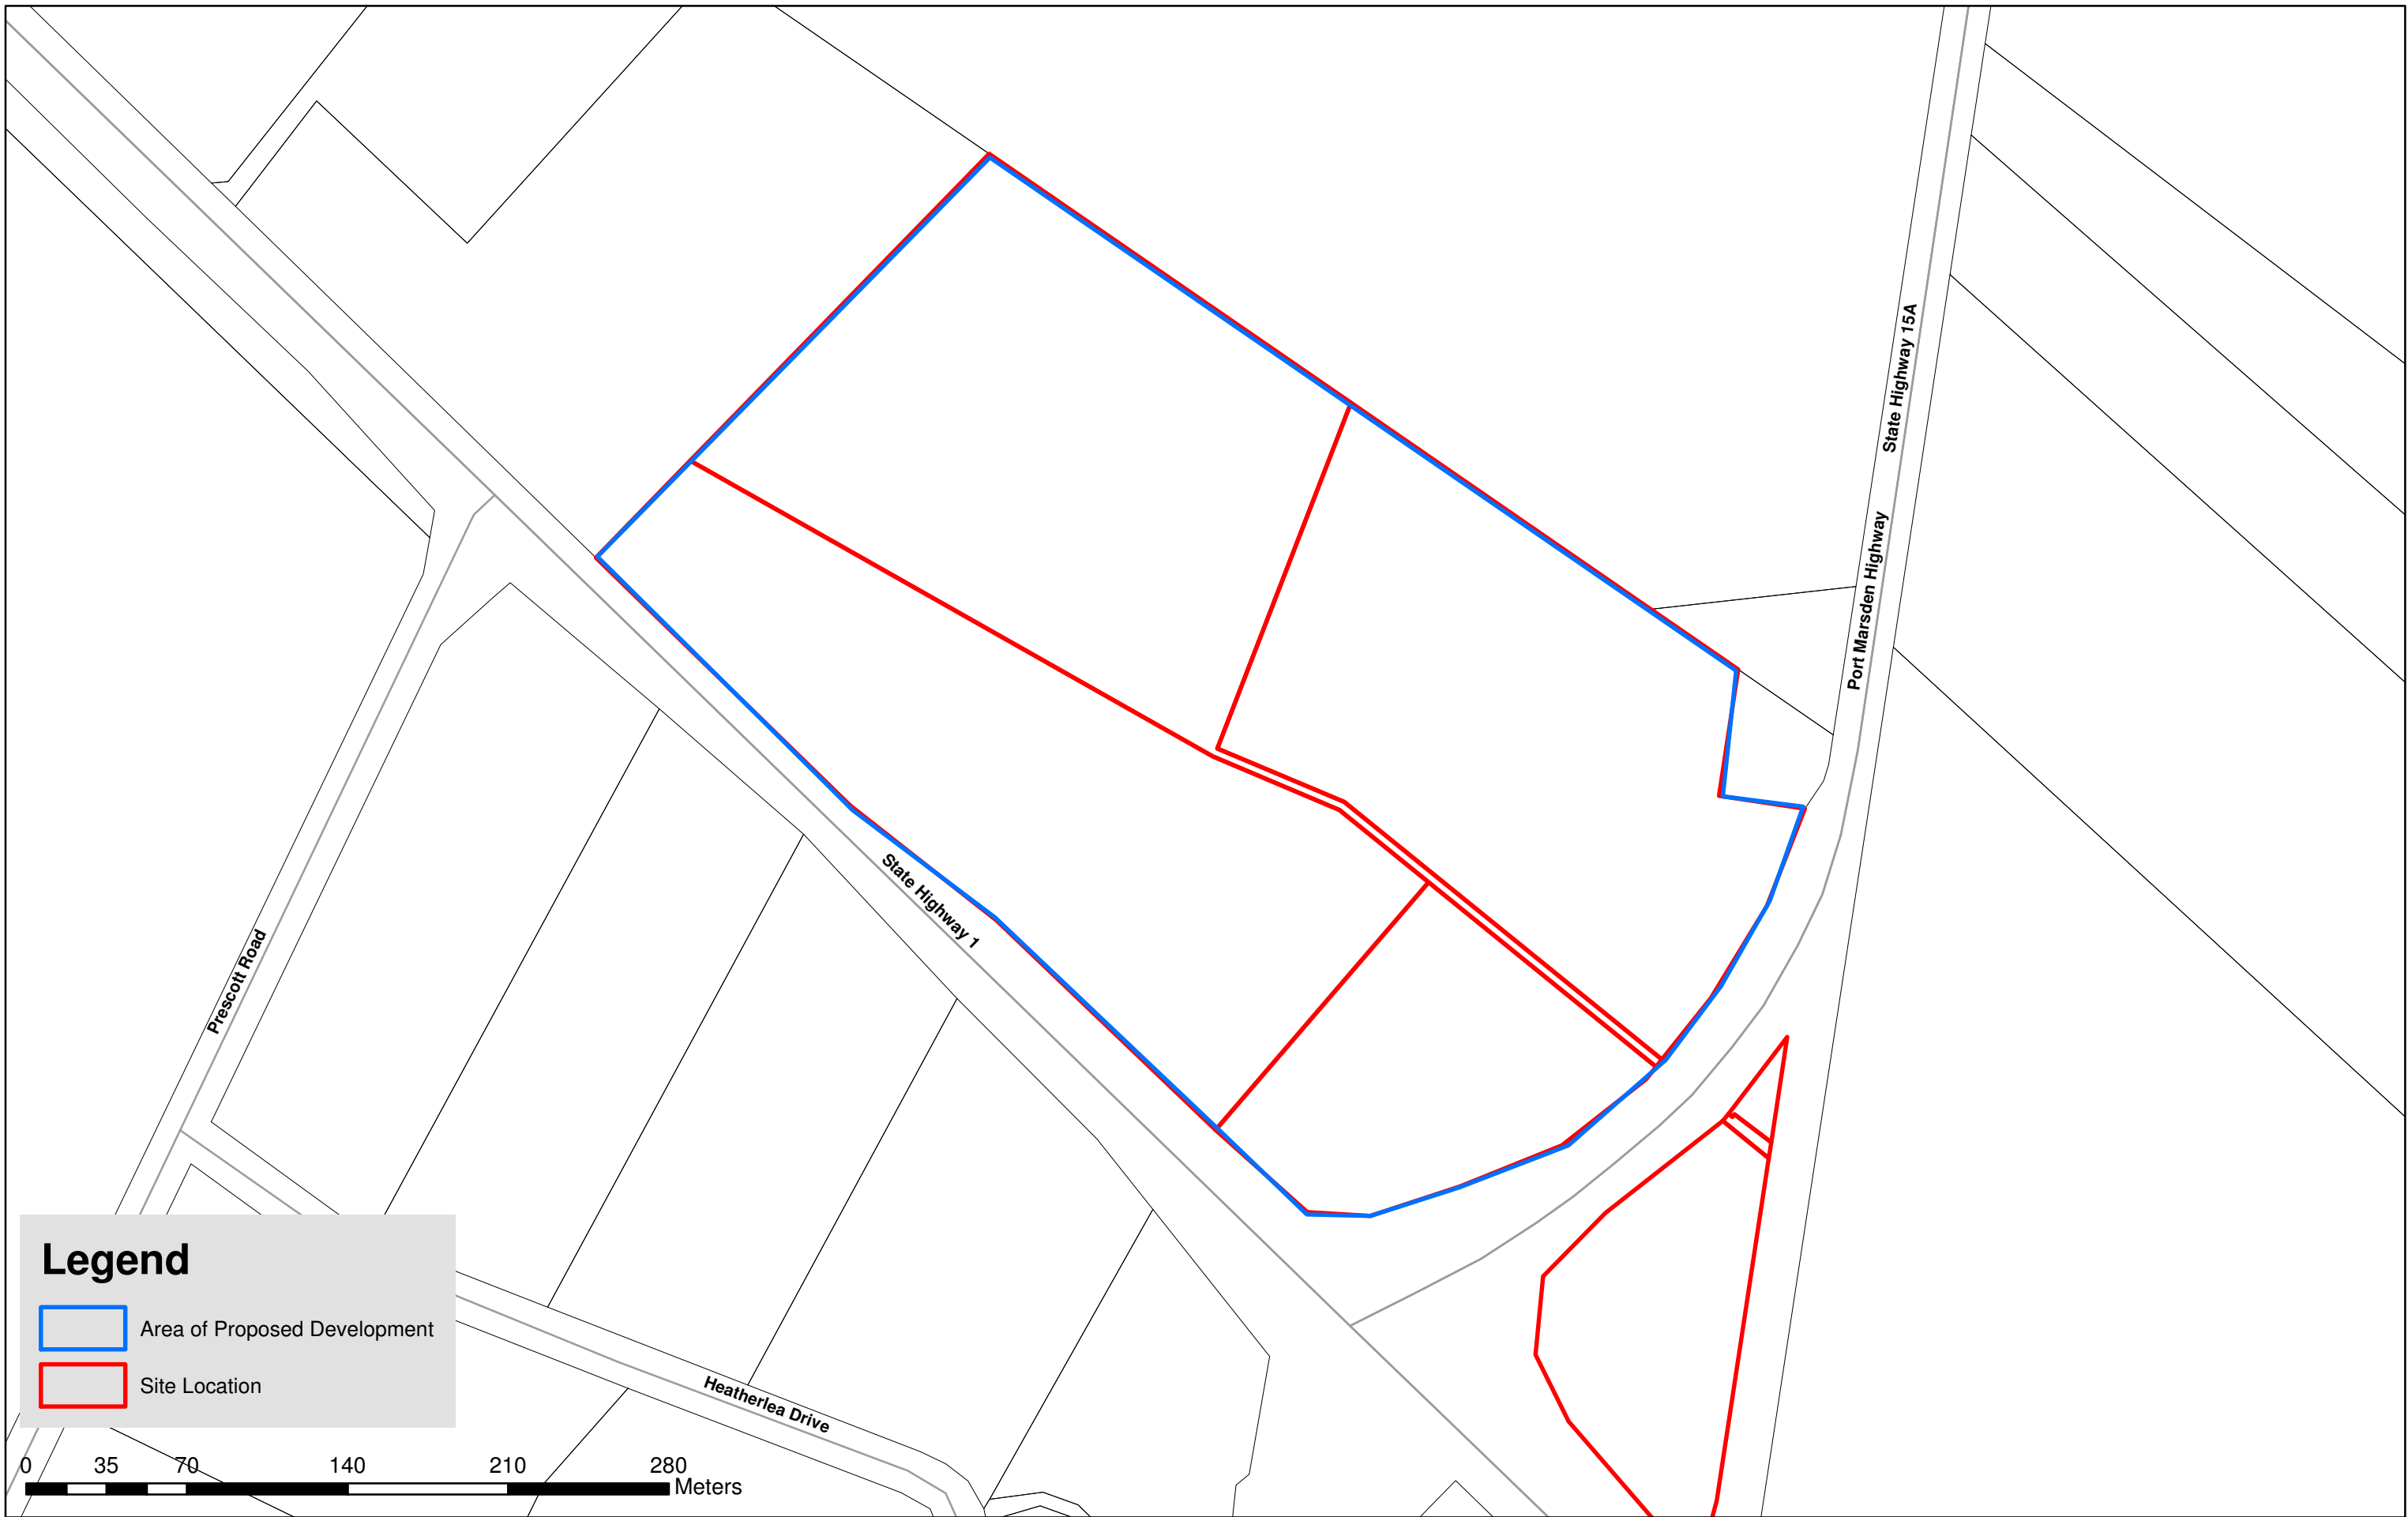 State Highway 15A
Port Marsden Highway
State Highway 1
Prescott Road
Heatherlea Drive
Legend
Area of Proposed Development
Site Location
0 35 70 140 210 280
Meters